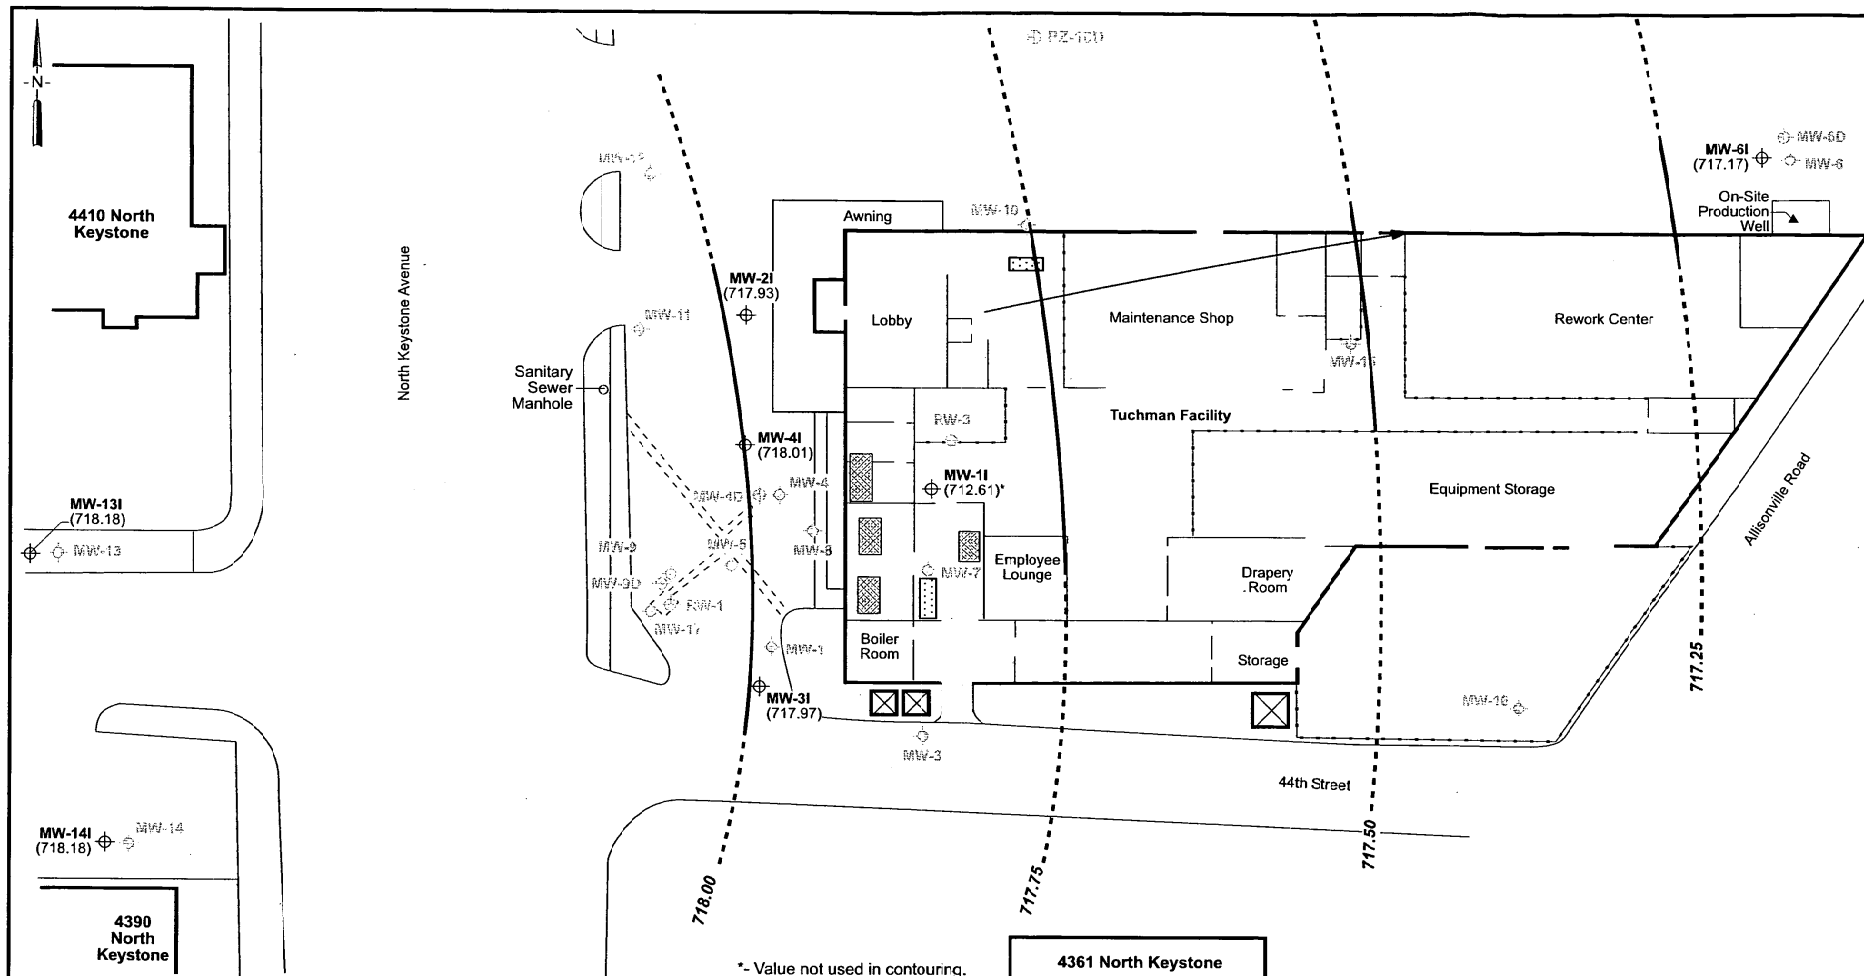 -N-
PZ-10D
4410 North
Keystone
North Keystone Avenue
MW-10
Awning
MW-6I
(717.17)
MW-6D
MW-6
On-Site
Production
Well
MW-2I
(717.93)
MW-11
Lobby
Maintenance Shop
Rework Center
Sanitary
Sewer
Manhole
RW-3
Tuchman Facility
MW-4I
(718.01)
MW-1I
(712.61)*
MW-4D
MW-4
Equipment Storage
Allisonville Road
MW-13I
(718.18)
MW-13
MW-9
MW-5
MW-8
MW-9D
RW-1
MW-17
MW-7
Employee
Lounge
Drapery
Room
MW-1
Boiler
Room
Storage
MW-3I
(717.97)
MW-3
MW-16
717.25
44th Street
MW-14I
(718.18)
MW-14
718.00
717.75
717.50
4390
North
Keystone
*- Value not used in contouring.
4361 North Keystone